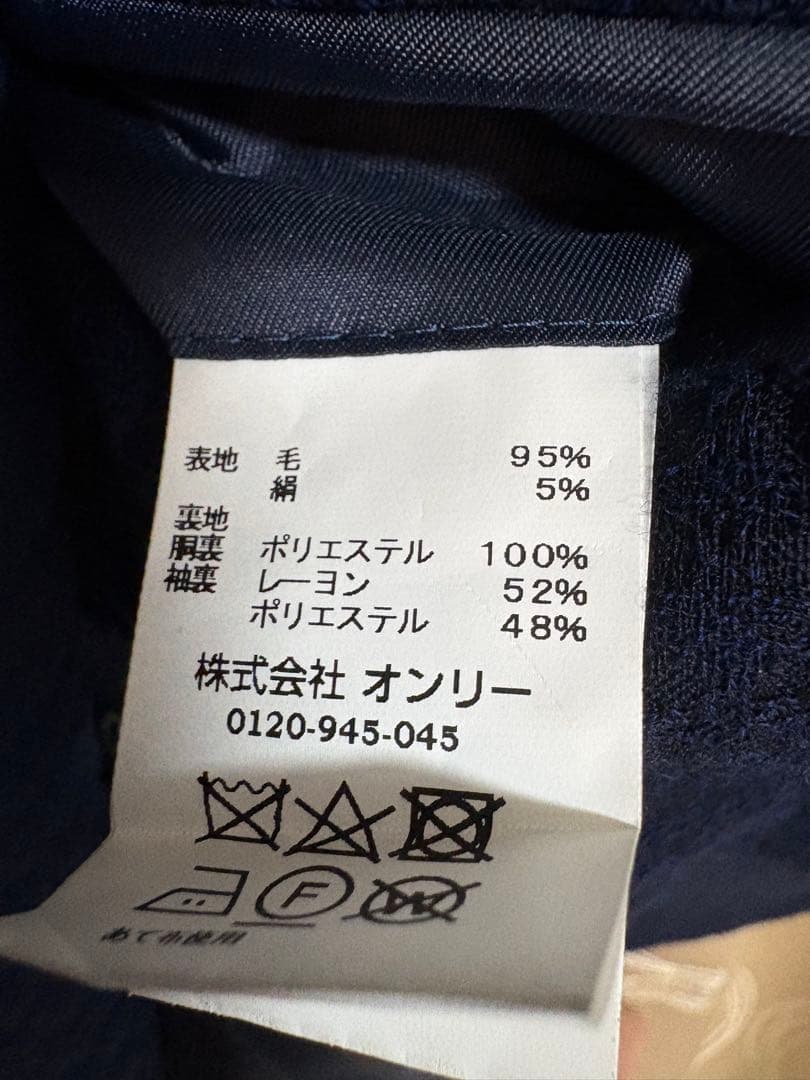 表地 毛 95%
絹 5%
裏地
胴裏 ポリエステル 100%
袖裏 レーヨン 52%
ポリエステル 48%
株式会社 オンリー
0120-945-045
F W
あて布使用